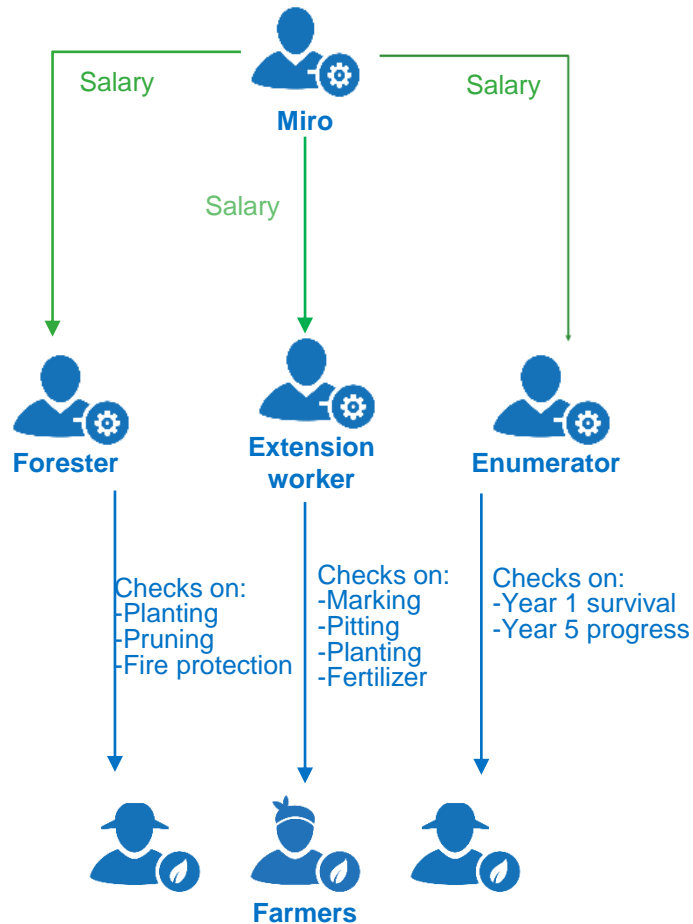 Salary
Salary
Miro
Salary
Forester
Extension
worker
Enumerator
Checks on:
-Planting
-Pruning
-Fire protection
Checks on:
-Marking
-Pitting
-Planting
-Fertilizer
Checks on:
-Year 1 survival
-Year 5 progress
Farmers